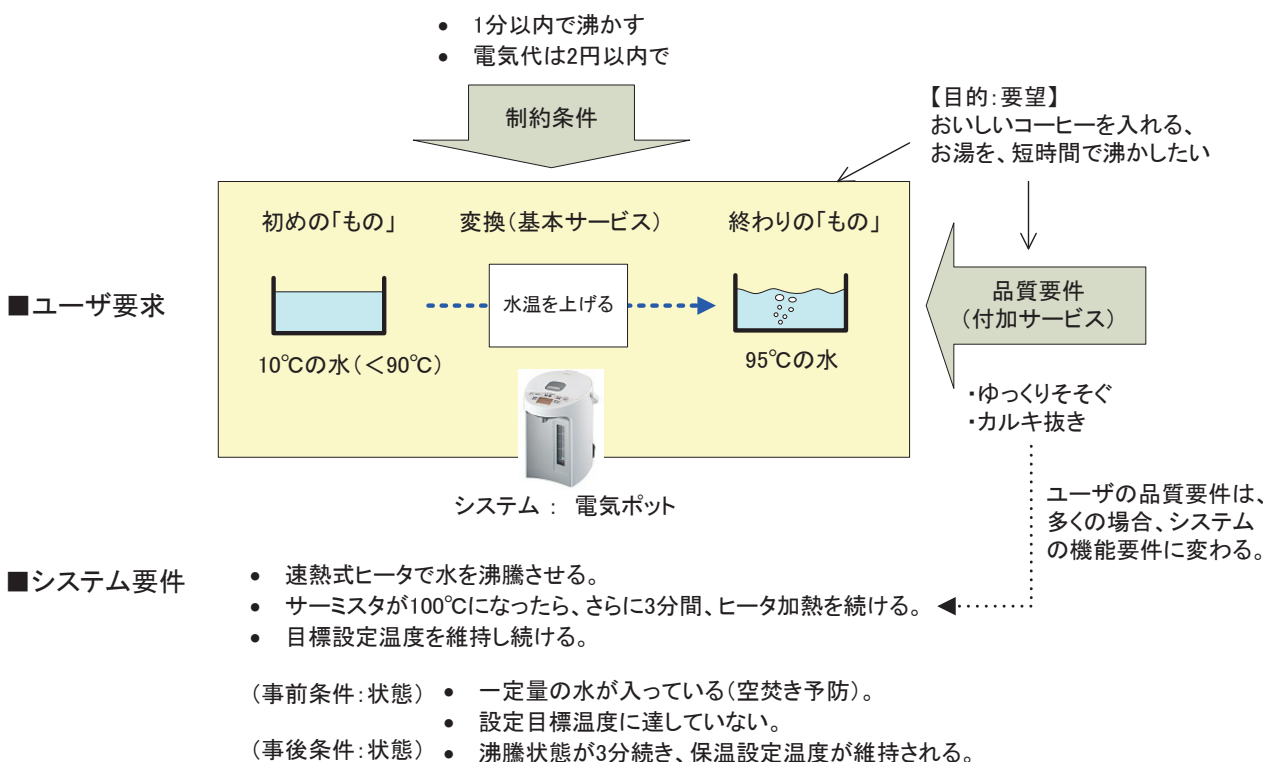 • 1分以内で沸かす
• 電気代は2円以内で
制約条件
【目的：要望】
おいしいコーヒーを入れる、
お湯を、短時間で沸かしたい
初めの「もの」
変換（基本サービス）
終わりの「もの」
■ユーザ要求
水温を上げる
品質要件
（付加サービス）
10℃の水（＜90℃）
95℃の水
・ゆっくりそそぐ
・カルキ抜き
システム ： 電気ポット
ユーザの品質要件は、
多くの場合、システム
の機能要件に変わる。
■システム要件
• 速熱式ヒータで水を沸騰させる。
• サーミスタが100℃になったら、さらに3分間、ヒータ加熱を続ける。
• 目標設定温度を維持し続ける。
（事前条件：状態） • 一定量の水が入っている（空焚き予防）。
• 設定目標温度に達していない。
（事後条件：状態） • 沸騰状態が3分続き、保温設定温度が維持される。